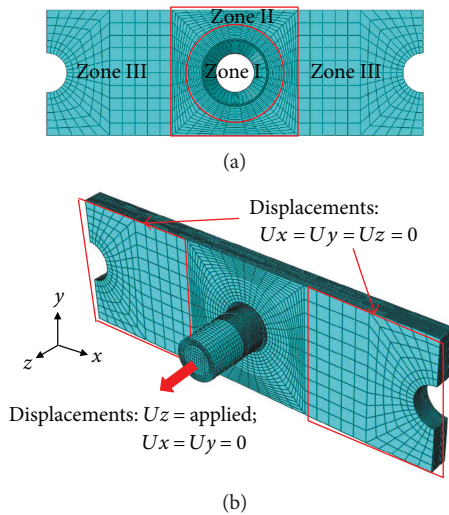 Zone II
Zone III
Zone I
Zone III
(a)
Displacements:
Ux = Uy = Uz = 0
y
z
x
Displacements: Uz = applied;
Ux = Uy = 0
(b)